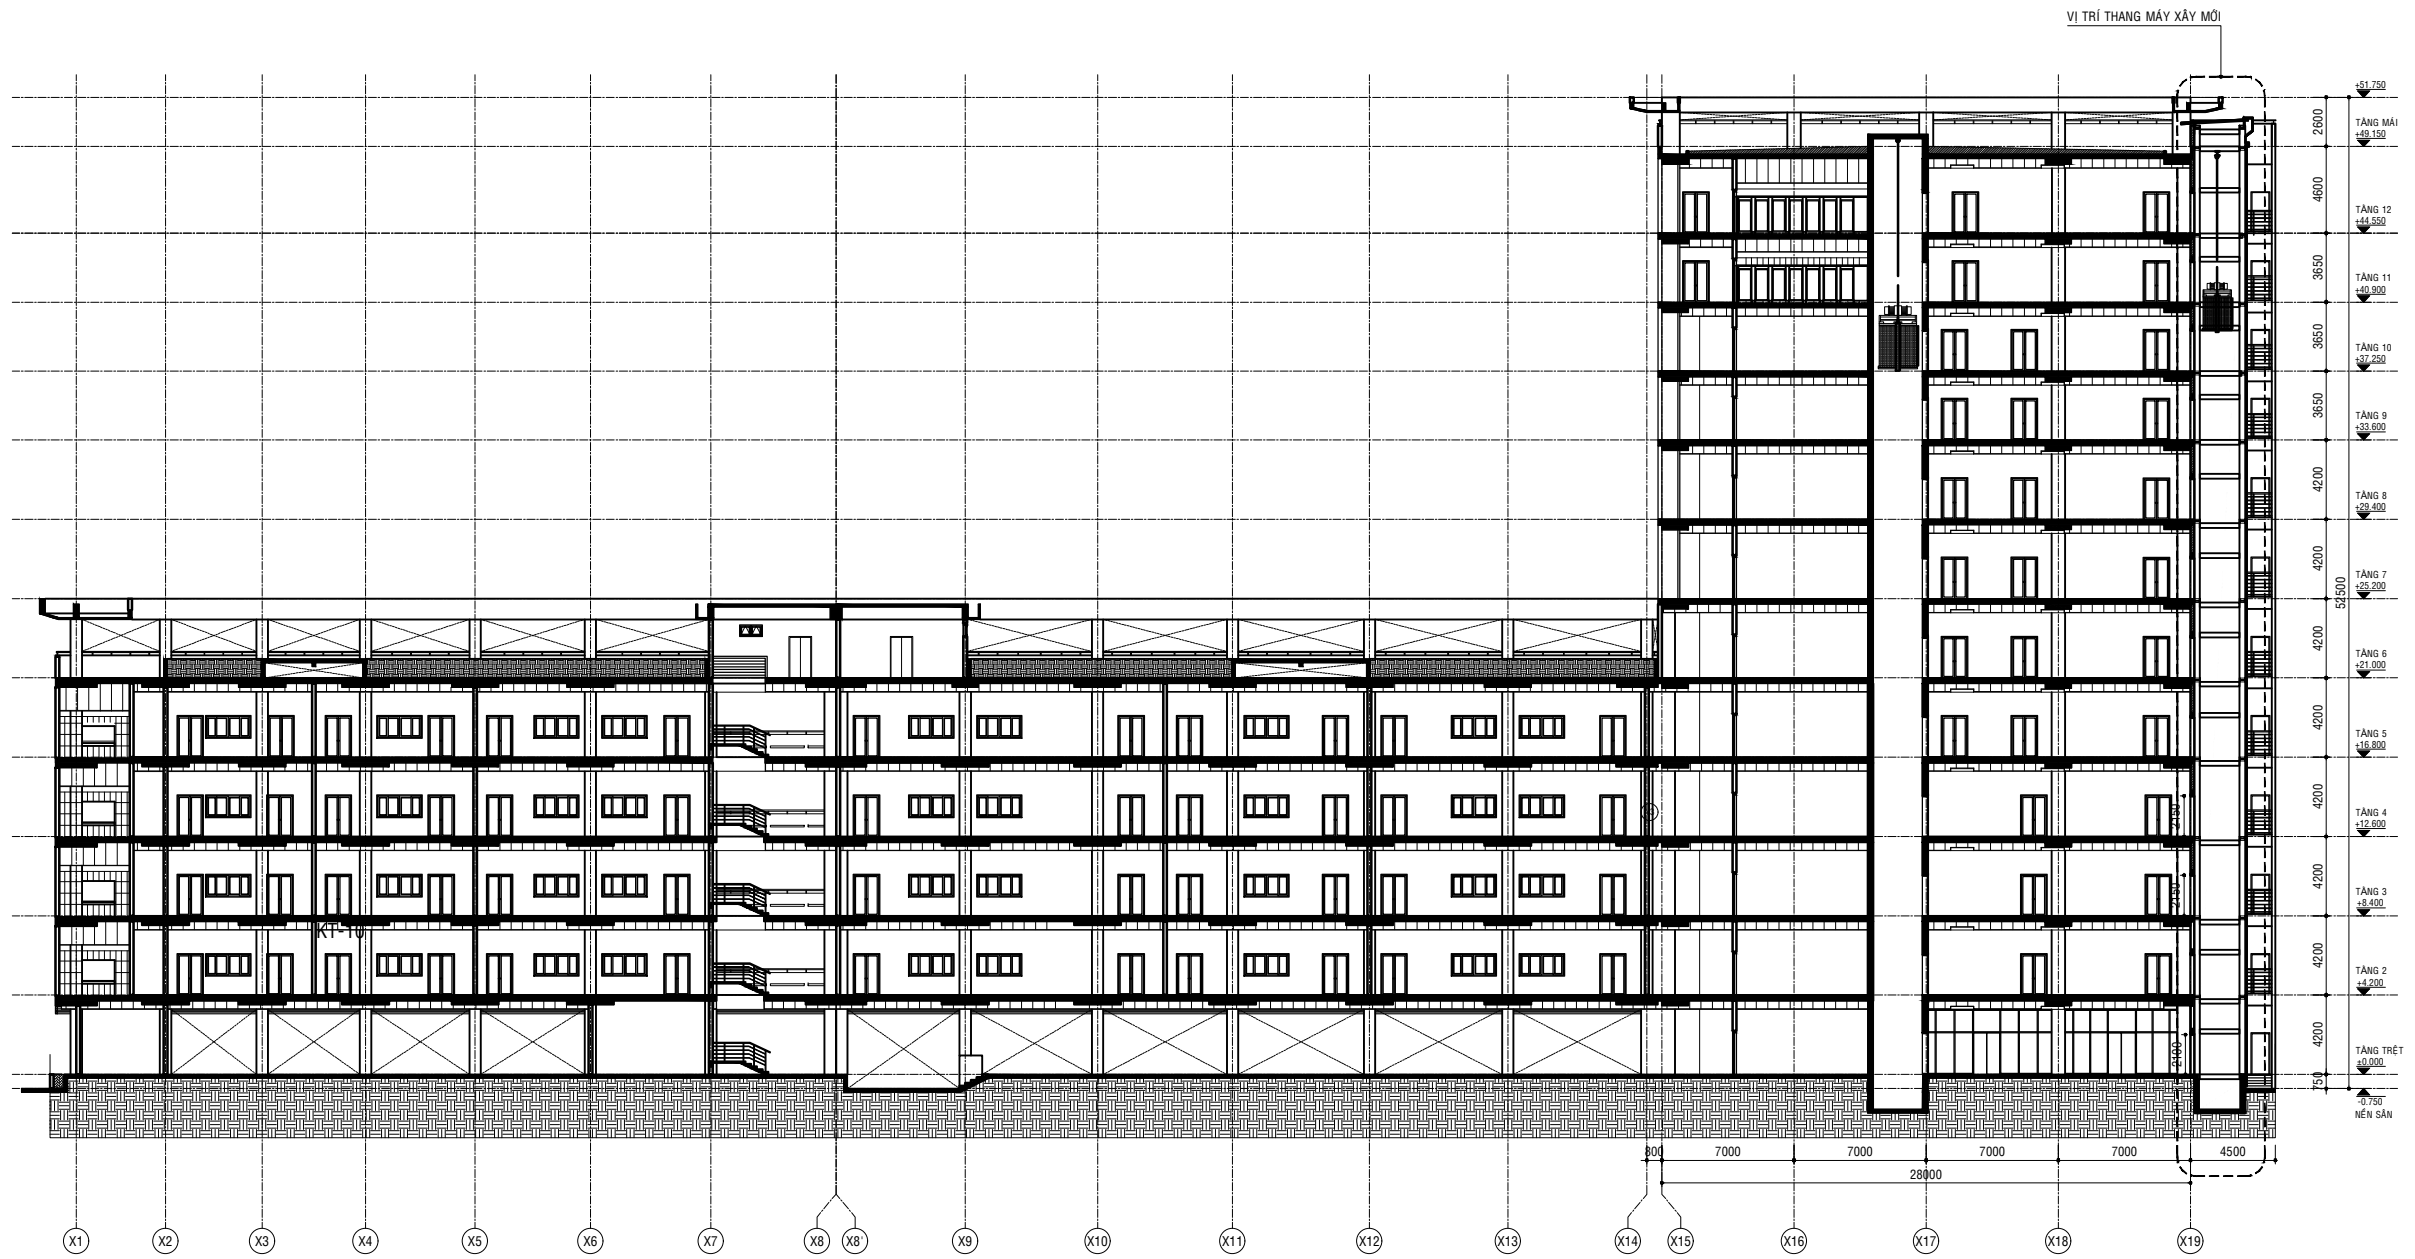 VỊ TRÍ THANG MÁY XÂY MỚI
+51.750
2600
TẦNG MÁI
+49.150
4600
TẦNG 12
+44.550
3650
TẦNG 11
+40.900
3650
TẦNG 10
+37.250
3650
TẦNG 9
+33.600
4200
TẦNG 8
+29.400
4200
TẦNG 7
+25.200
52500
4200
TẦNG 6
+21.000
4200
TẦNG 5
+16.800
4200
2150
TẦNG 4
+12.600
4200
2150
TẦNG 3
+8.400
KT-10
4200
TẦNG 2
+4.200
4200
2100
TẦNG TRỆT
±0.000
750
-0.750
NỀN SÂN
800 7000 7000 7000 7000 4500
28000
X1 X2 X3 X4 X5 X6 X7 X8 X8' X9 X10 X11 X12 X13 X14 X15 X16 X17 X18 X19